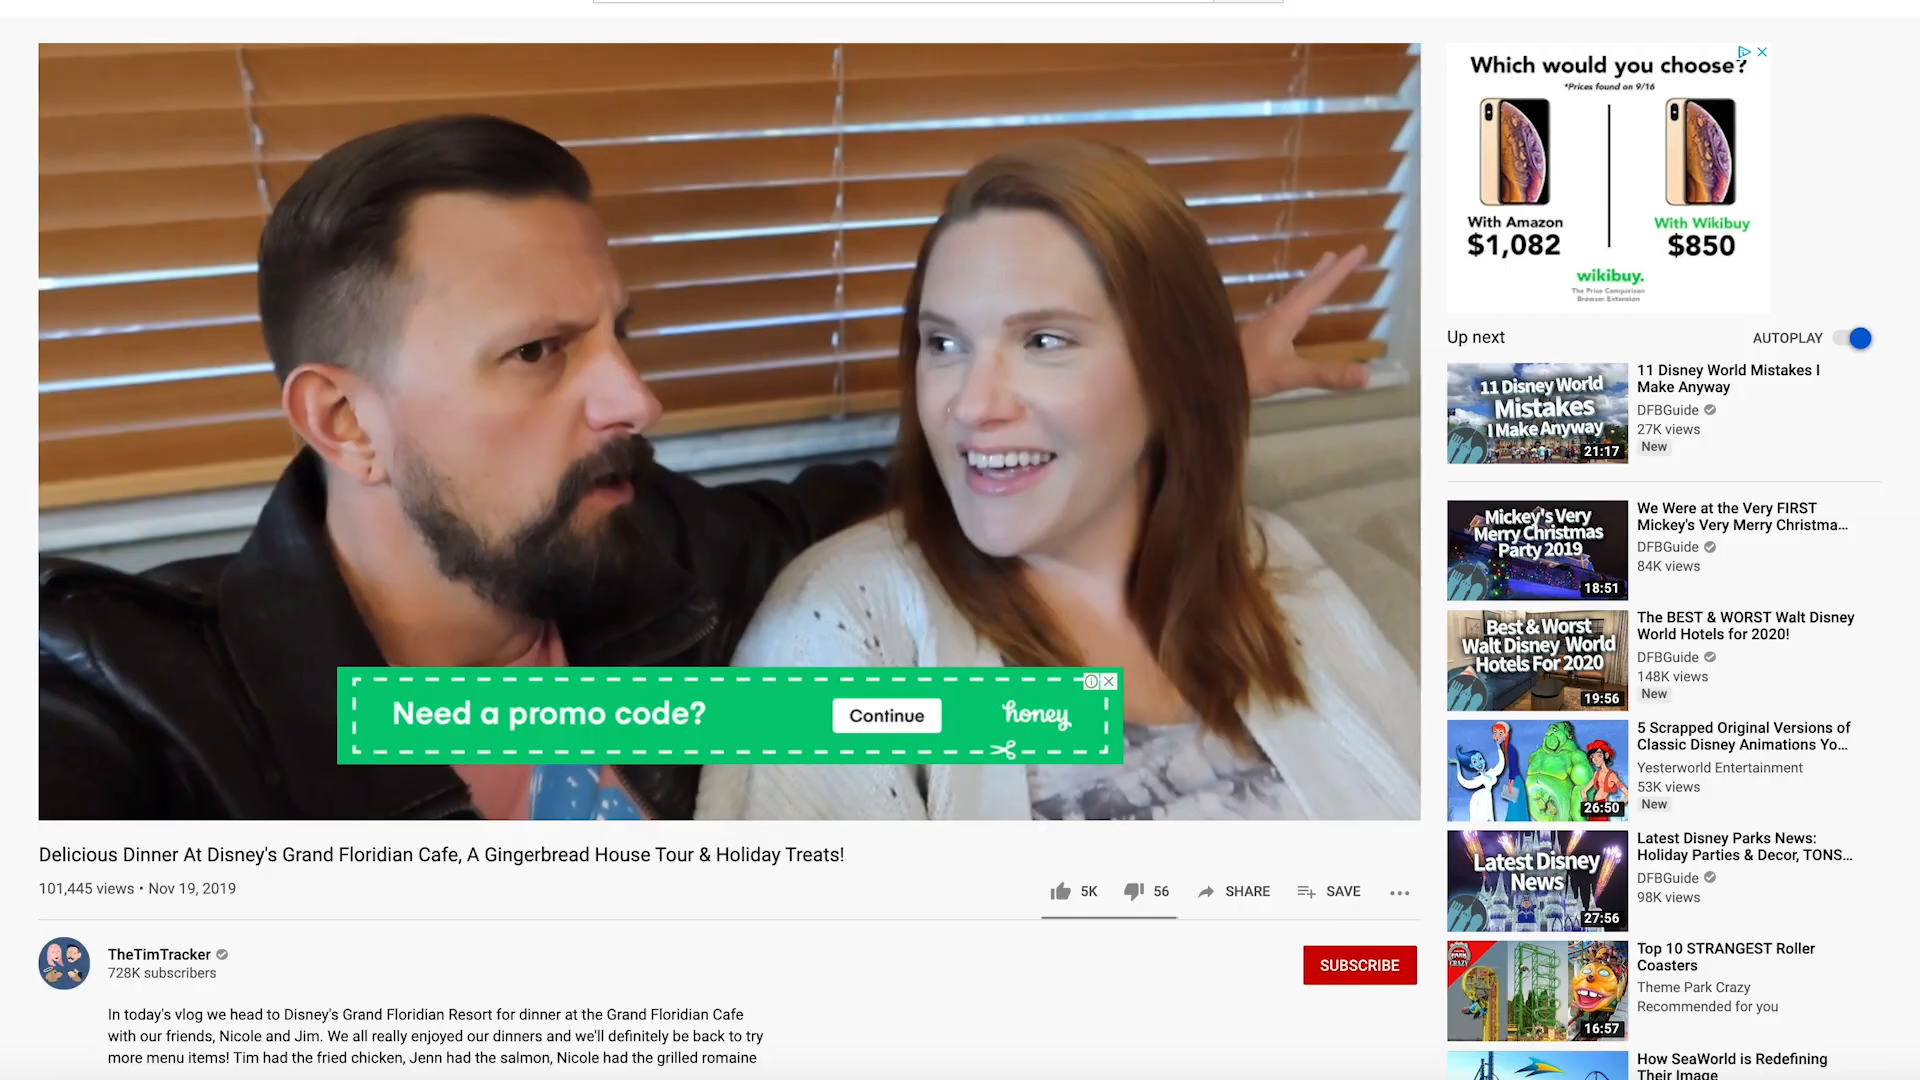 Need a promo code?
Continue
honey
Delicious Dinner At Disney's Grand Floridian Cafe, A Gingerbread House Tour & Holiday Treats!
101,445 views • Nov 19, 2019
5K
56
SHARE
SAVE
TheTimTracker
728K subscribers
SUBSCRIBE
In today's vlog we head to Disney's Grand Floridian Resort for dinner at the Grand Floridian Cafe
with our friends, Nicole and Jim. We all really enjoyed our dinners and we'll definitely be back to try
more menu items! Tim had the fried chicken, Jenn had the salmon, Nicole had the grilled romaine
Which would you choose?
*Prices found on 9/16
With Amazon
$1,082
With Wikibuy
$850
wikibuy.
The Price Comparison
Browser Extension
Up next
AUTOPLAY
11 Disney World
Mistakes
I Make Anyway
21:17
11 Disney World Mistakes I
Make Anyway
DFBGuide
27K views
New
Mickey's Very
Merry Christmas
Party 2019
18:51
We Were at the Very FIRST
Mickey's Very Merry Christma...
DFBGuide
84K views
Best & Worst
Walt Disney World
Hotels For 2020
19:56
The BEST & WORST Walt Disney
World Hotels for 2020!
DFBGuide
148K views
New
26:50
5 Scrapped Original Versions of
Classic Disney Animations Yo...
Yesterworld Entertainment
53K views
New
Latest Disney
News
27:56
Latest Disney Parks News:
Holiday Parties & Decor, TONS...
DFBGuide
98K views
PARK
CRAZY
16:57
Top 10 STRANGEST Roller
Coasters
Theme Park Crazy
Recommended for you
How SeaWorld is Redefining
Their Image